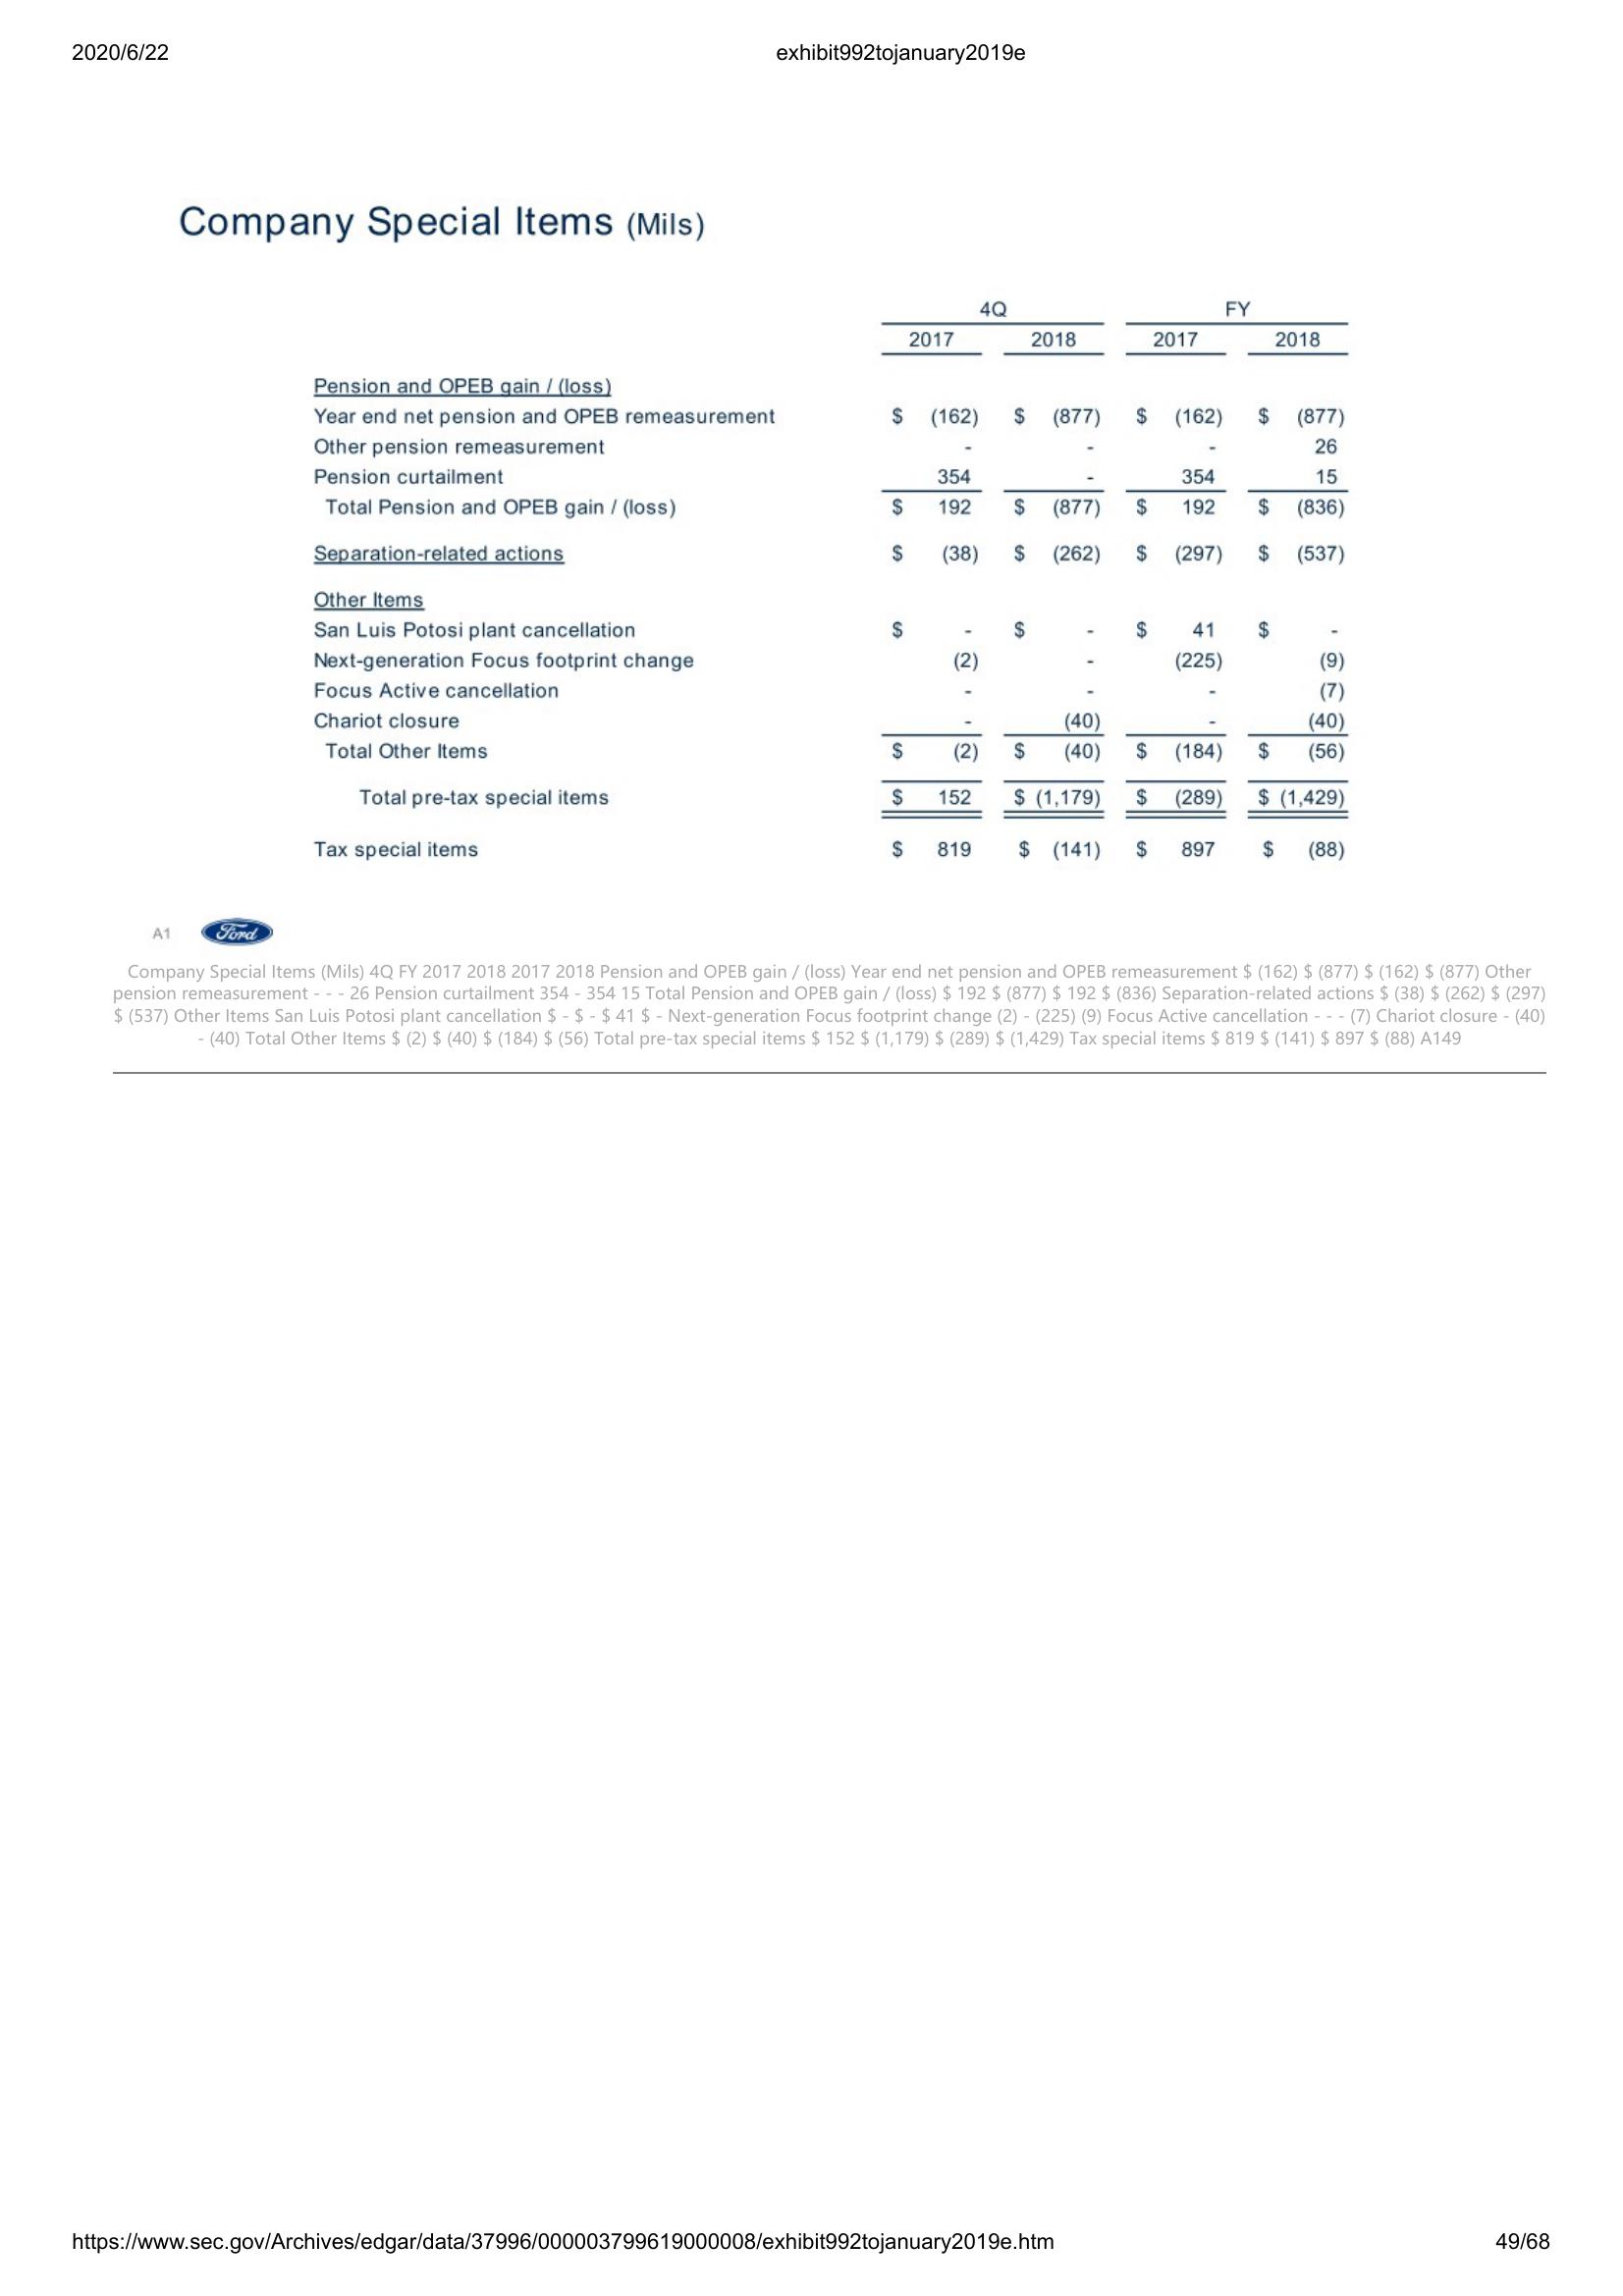 2020/6/22 exhibit992tojanuary2019e
Company Special Items (Mils)
4Q FY
2017 2018 2017 2018
Pension and OPEB gain / (loss)
Year end net pension and OPEB remeasurement $ (162) $ (877) $ (162) $ (877)
Other pension remeasurement - - - 26
Pension curtailment 354 - 354 15
Total Pension and OPEB gain / (loss) $ 192 $ (877) $ 192 $ (836)
Separation-related actions $ (38) $ (262) $ (297) $ (537)
Other Items
San Luis Potosi plant cancellation $ - $ - $ 41 $ -
Next-generation Focus footprint change (2) - (225) (9)
Focus Active cancellation - - - (7)
Chariot closure - (40) - (40)
Total Other Items $ (2) $ (40) $ (184) $ (56)
Total pre-tax special items $ 152 $ (1,179) $ (289) $ (1,429)
Tax special items $ 819 $ (141) $ 897 $ (88)
A1 Ford
Company Special Items (Mils) 4Q FY 2017 2018 2017 2018 Pension and OPEB gain / (loss) Year end net pension and OPEB remeasurement $ (162) $ (877) $ (162) $ (877) Other
pension remeasurement - - - 26 Pension curtailment 354 - 354 15 Total Pension and OPEB gain / (loss) $ 192 $ (877) $ 192 $ (836) Separation-related actions $ (38) $ (262) $ (297)
$ (537) Other Items San Luis Potosi plant cancellation $ - $ - $ 41 $ - Next-generation Focus footprint change (2) - (225) (9) Focus Active cancellation - - - (7) Chariot closure - (40)
- (40) Total Other Items $ (2) $ (40) $ (184) $ (56) Total pre-tax special items $ 152 $ (1,179) $ (289) $ (1,429) Tax special items $ 819 $ (141) $ 897 $ (88) A149
https://www.sec.gov/Archives/edgar/data/37996/000003799619000008/exhibit992tojanuary2019e.htm 49/68